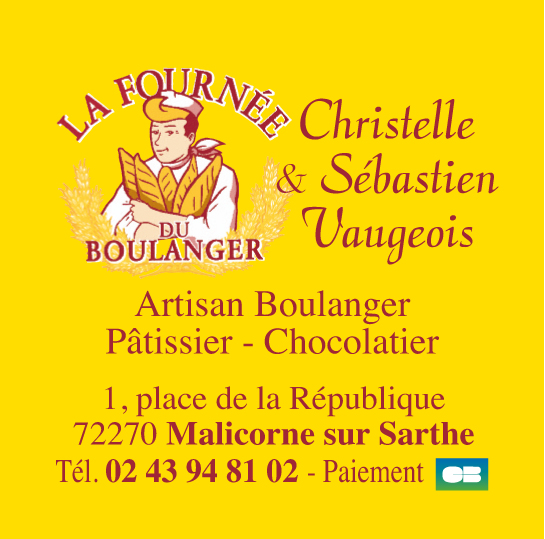 LA FOURNÉE
DU
BOULANGER
Christelle
& Sébastien
Vaugeois
Artisan Boulanger
Pâtissier - Chocolatier
1, place de la République
72270 Malicorne sur Sarthe
Tél. 02 43 94 81 02 - Paiement CB